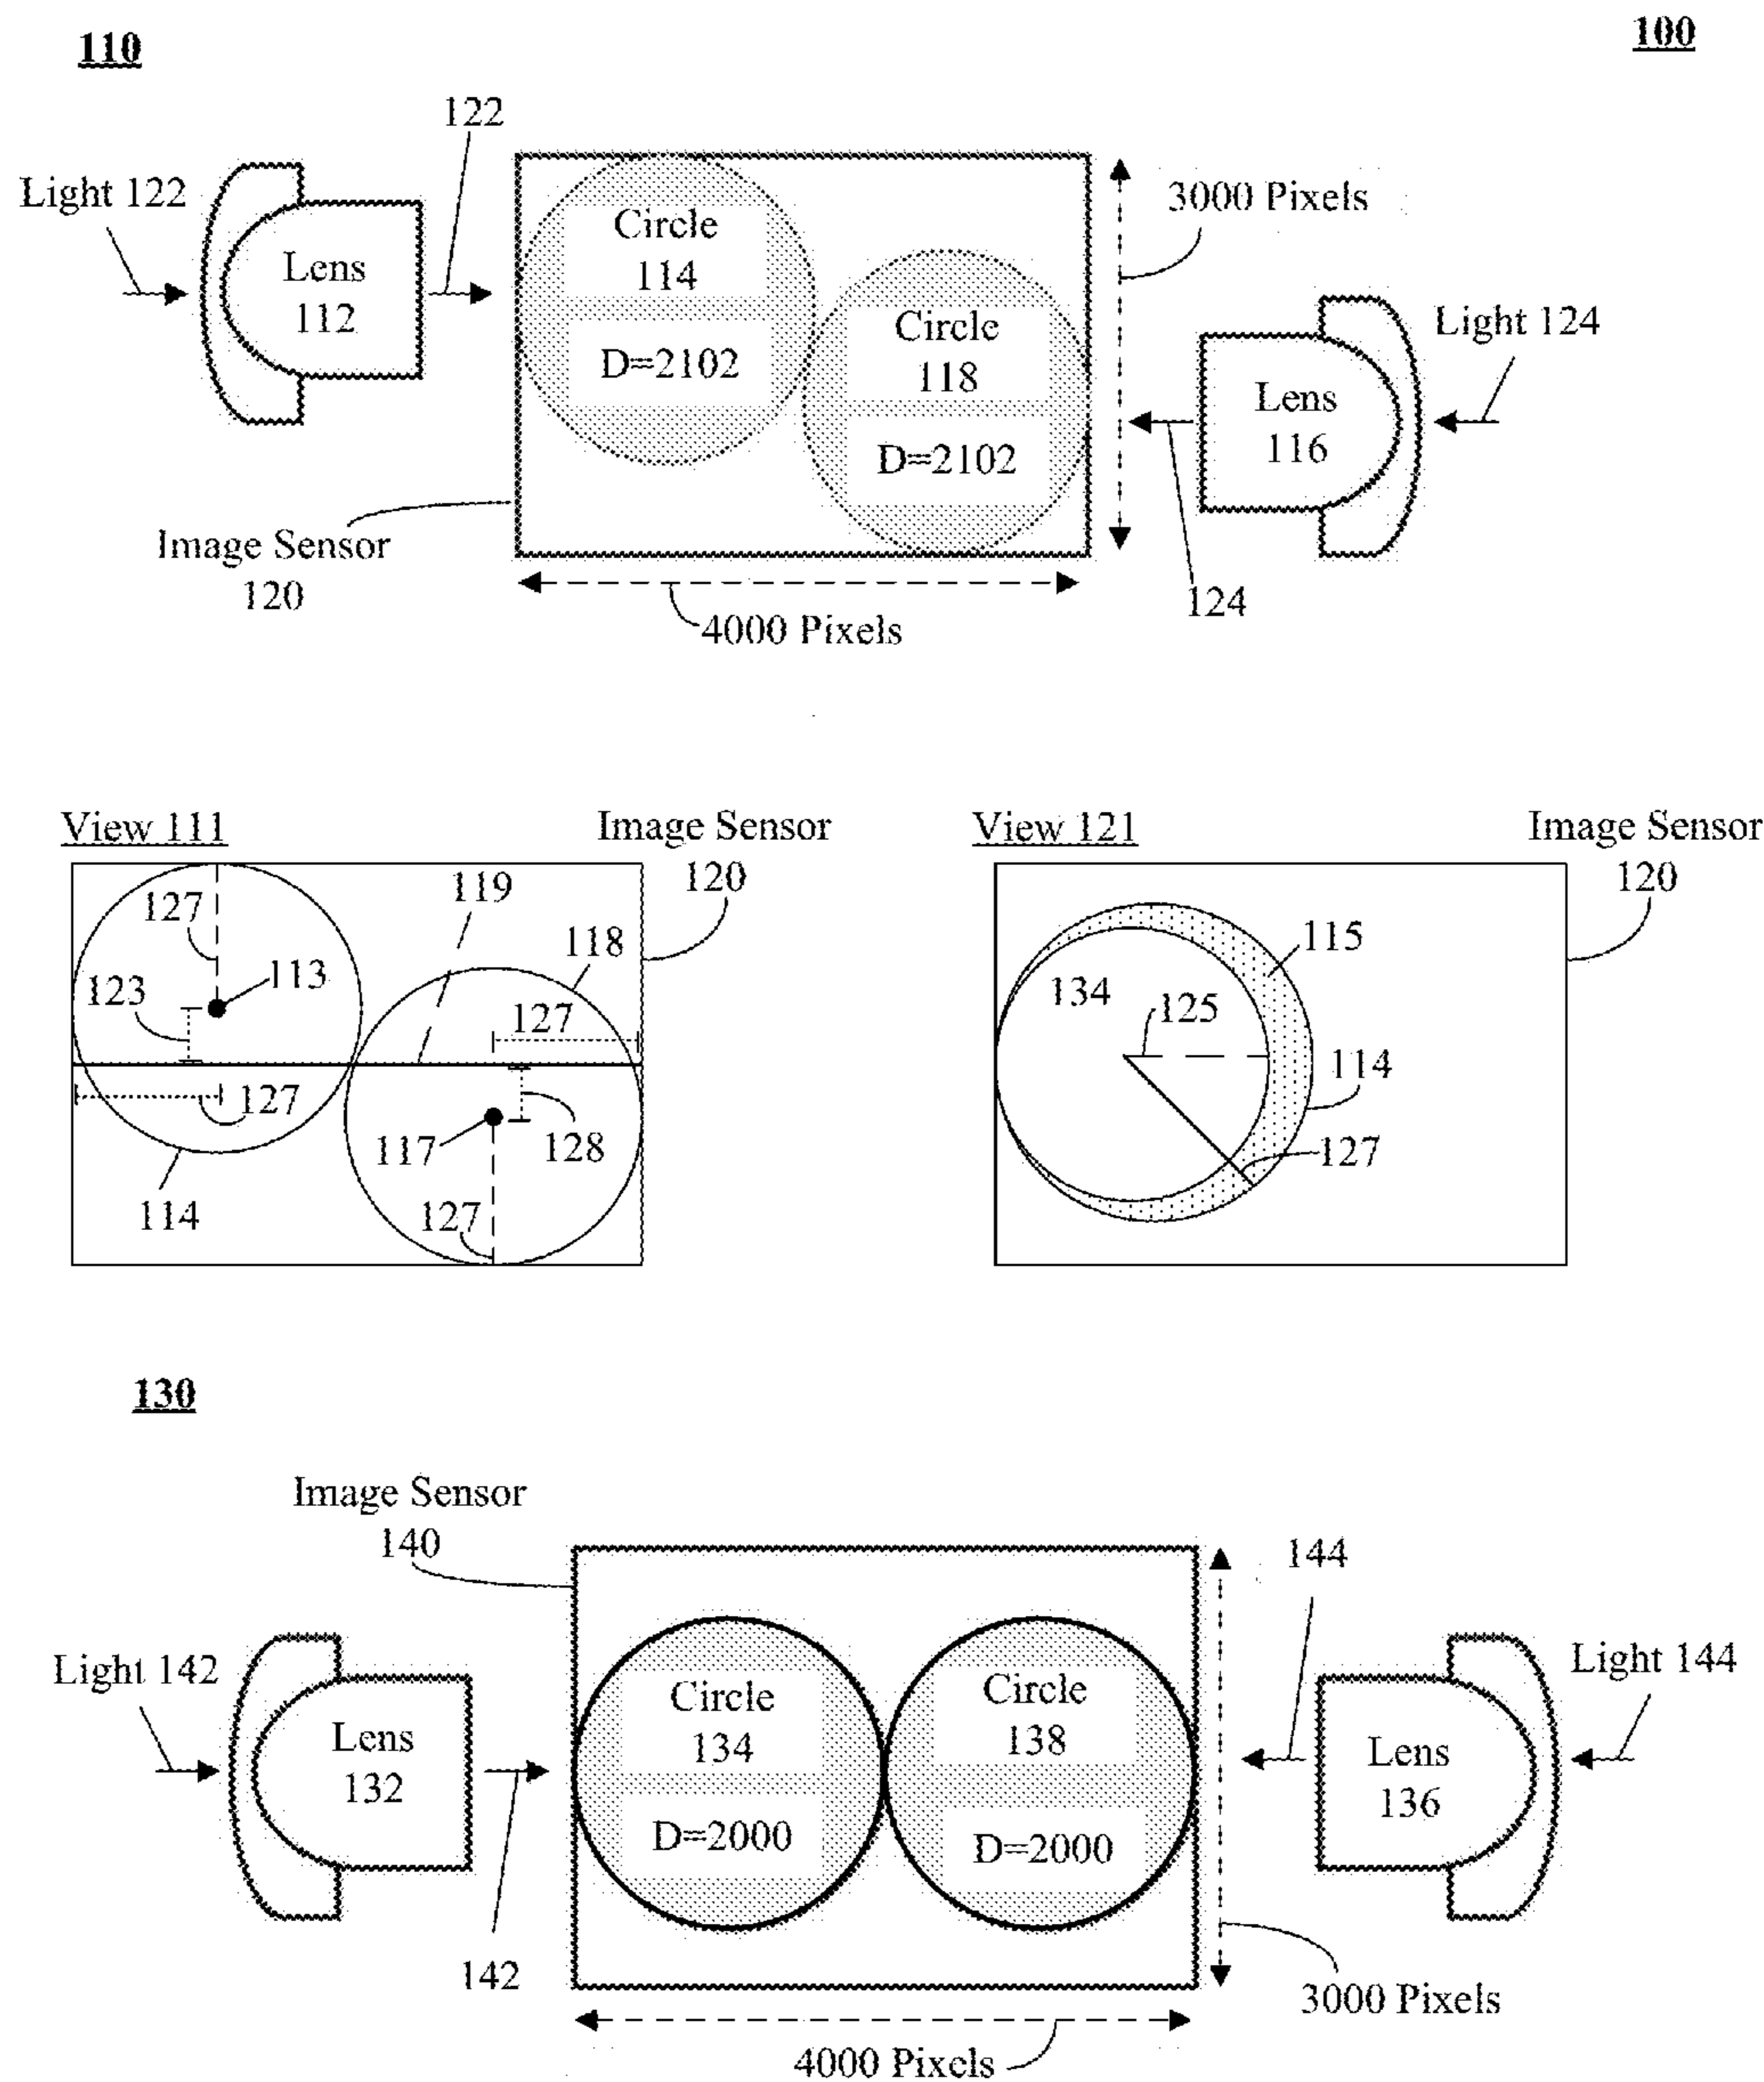 110
100
122
Light 122
Lens
112
Circle
114
D=2102
Circle
118
D=2102
3000 Pixels
Light 124
Lens
116
Image Sensor
120
4000 Pixels
124
View 111
Image Sensor
120
127
119
118
113
123
127
127
117
128
114
127
View 121
Image Sensor
120
115
134
125
114
127
130
Image Sensor
140
144
Light 142
Lens
132
Circle
134
D=2000
Circle
138
D=2000
Light 144
Lens
136
142
3000 Pixels
4000 Pixels